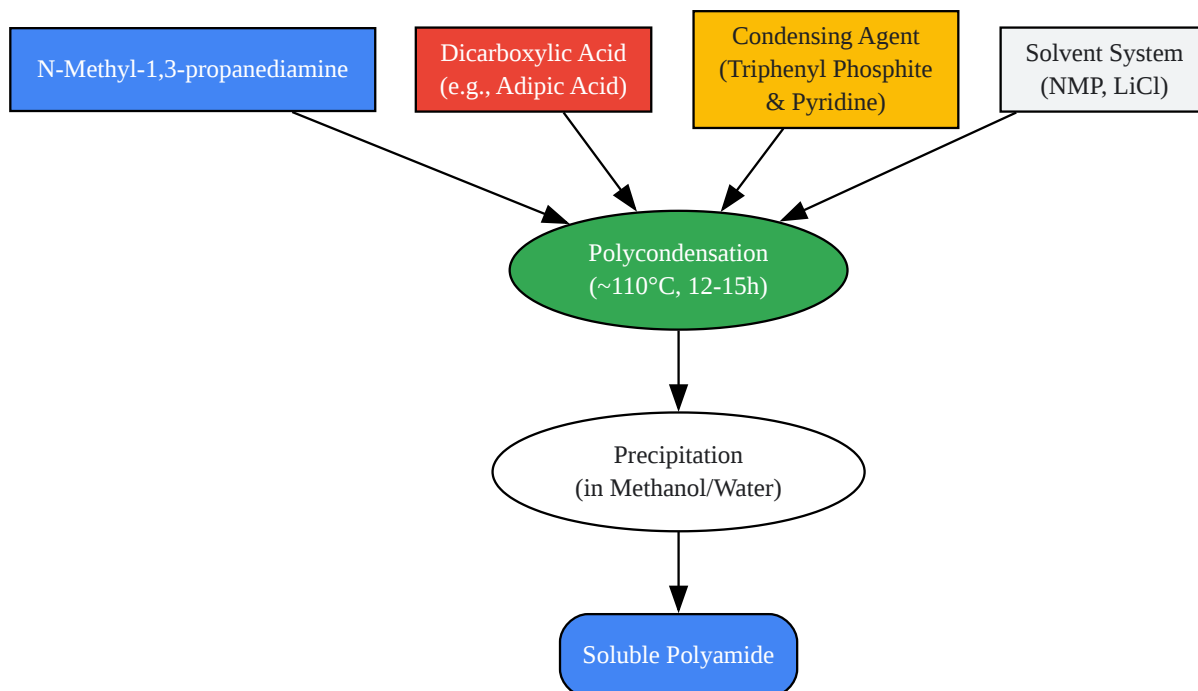 N-Methyl-1,3-propanediamine
Dicarboxylic Acid
(e.g., Adipic Acid)
Condensing Agent
(Triphenyl Phosphite
& Pyridine)
Solvent System
(NMP, LiCl)
Polycondensation
(~110°C, 12-15h)
Precipitation
(in Methanol/Water)
Soluble Polyamide